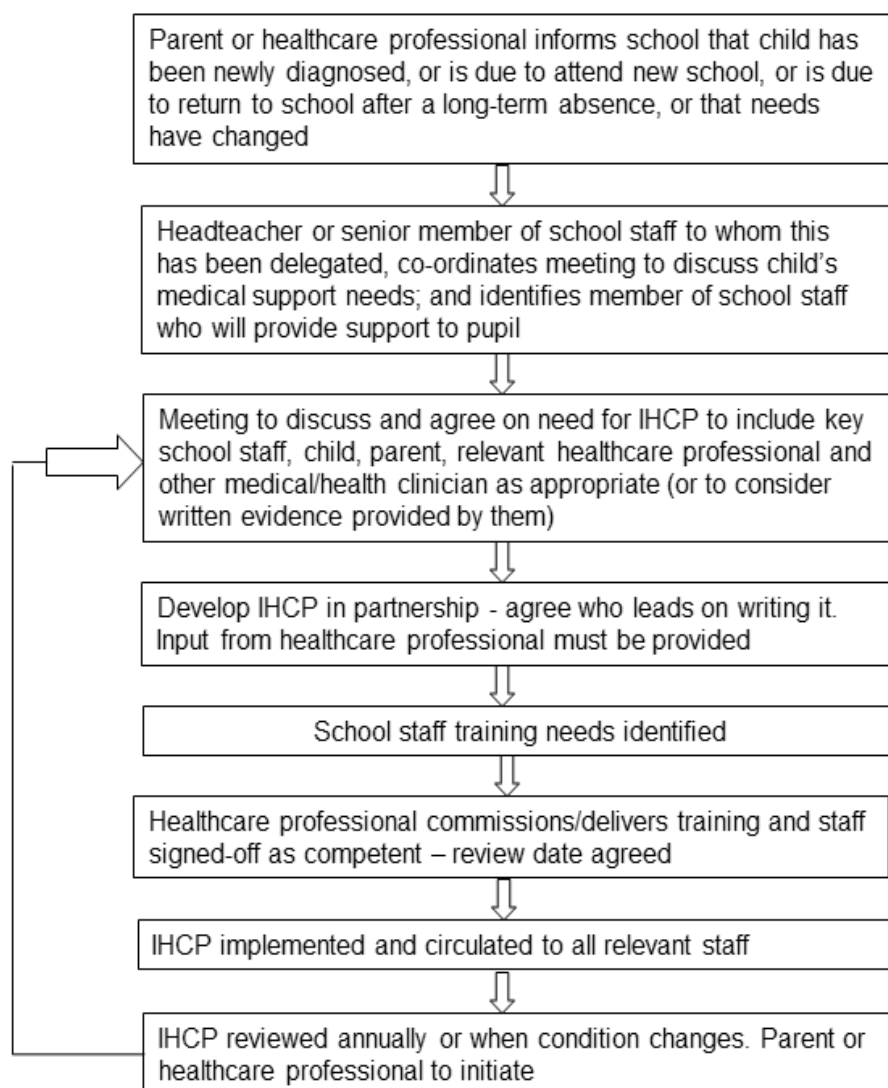 Parent or healthcare professional informs school that child has
been newly diagnosed, or is due to attend new school, or is due
to return to school after a long-term absence, or that needs
have changed
Headteacher or senior member of school staff to whom this
has been delegated, co-ordinates meeting to discuss child's
medical support needs; and identifies member of school staff
who will provide support to pupil
Meeting to discuss and agree on need for IHCP to include key
school staff, child, parent, relevant healthcare professional and
other medical/health clinician as appropriate (or to consider
written evidence provided by them)
Develop IHCP in partnership - agree who leads on writing it.
Input from healthcare professional must be provided
School staff training needs identified
Healthcare professional commissions/delivers training and staff
signed-off as competent – review date agreed
IHCP implemented and circulated to all relevant staff
IHCP reviewed annually or when condition changes. Parent or
healthcare professional to initiate